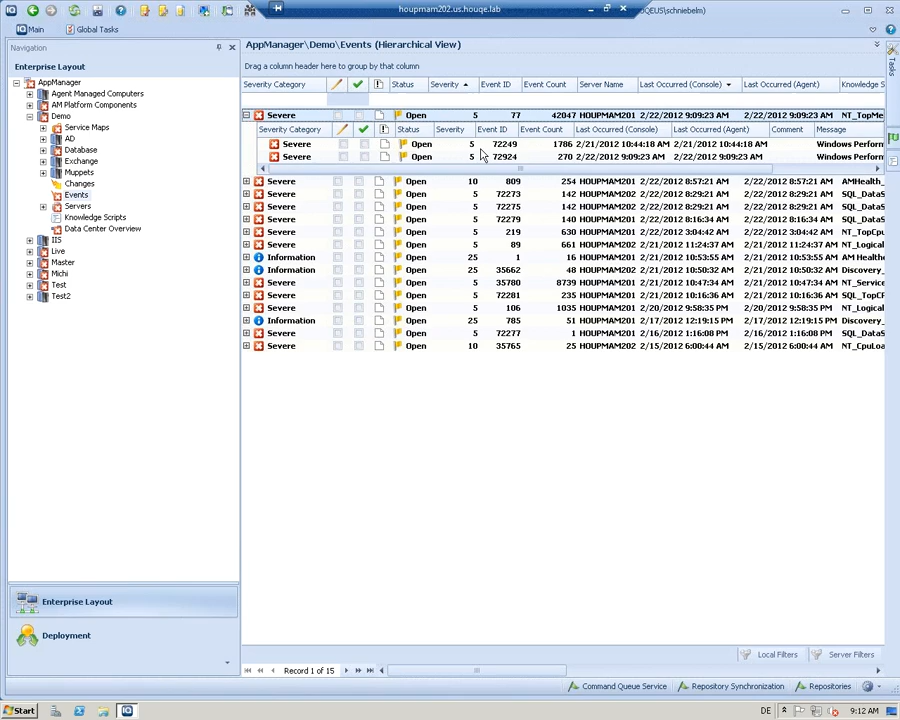 houpmam202.us.houqe.lab
QEUS/schniebelm)
Main
Global Tasks
Navigation
AppManager\Demo\Events (Hierarchical View)
Tasks
Enterprise Layout
Drag a column header here to group by that column
AppManager
Agent Managed Computers
AM Platform Components
Demo
Service Maps
AD
Database
Exchange
Muppets
Changes
Events
Servers
Knowledge Scripts
Data Center Overview
IIS
Live
Master
Michi
Test
Test2
Severity Category Status Severity Event ID Event Count Server Name Last Occurred (Console) Last Occurred (Agent) Knowledge S
Severe Open 5 77 42047 HOUPMAM201 2/22/2012 9:09:23 AM 2/22/2012 9:09:23 AM NT_TopMe
Severity Category Status Severity Event ID Event Count Last Occurred (Console) Last Occurred (Agent) Comment Message
Severe Open 5 72249 1786 2/21/2012 10:44:18 AM 2/21/2012 10:44:18 AM Windows Perform
Severe Open 5 72924 270 2/22/2012 9:09:23 AM 2/22/2012 9:09:23 AM Windows Perform
Severe Open 10 809 254 HOUPMAM201 2/22/2012 8:57:21 AM 2/22/2012 8:57:21 AM AMHealth_
Severe Open 5 72273 142 HOUPMAM202 2/22/2012 8:29:21 AM 2/22/2012 8:29:21 AM SQL_DataS
Severe Open 5 72275 142 HOUPMAM202 2/22/2012 8:29:21 AM 2/22/2012 8:29:21 AM SQL_DataS
Severe Open 5 72279 140 HOUPMAM202 2/22/2012 8:16:34 AM 2/22/2012 8:16:34 AM SQL_DataS
Severe Open 5 219 630 HOUPMAM201 2/22/2012 3:04:42 AM 2/22/2012 3:04:42 AM NT_TopCpu
Severe Open 5 89 661 HOUPMAM202 2/21/2012 11:24:37 AM 2/21/2012 11:24:37 AM NT_Logical
Information Open 25 1 16 HOUPMAM201 2/21/2012 10:53:55 AM 2/21/2012 10:53:55 AM AM Healthe
Information Open 25 35662 48 HOUPMAM202 2/21/2012 10:50:32 AM 2/21/2012 10:50:32 AM Discovery_
Severe Open 5 35780 8739 HOUPMAM201 2/21/2012 10:47:34 AM 2/21/2012 10:47:34 AM NT_Service
Severe Open 5 72281 235 HOUPMAM202 2/21/2012 10:16:36 AM 2/21/2012 10:16:36 AM SQL_TopCP
Severe Open 5 106 1035 HOUPMAM201 2/20/2012 9:58:35 PM 2/20/2012 9:58:35 PM NT_Logical
Information Open 25 785 51 HOUPMAM201 2/17/2012 12:19:15 PM 2/17/2012 12:19:15 PM Discovery_
Severe Open 5 72277 1 HOUPMAM202 2/16/2012 1:16:08 PM 2/16/2012 1:16:08 PM SQL_DataS
Severe Open 10 35765 25 HOUPMAM202 2/15/2012 6:00:44 AM 2/15/2012 6:00:44 AM NT_CpuLoa
Enterprise Layout
Deployment
Local Filters Server Filters
Record 1 of 15
Command Queue Service Repository Synchronization Repositories
Start DE 9:12 AM